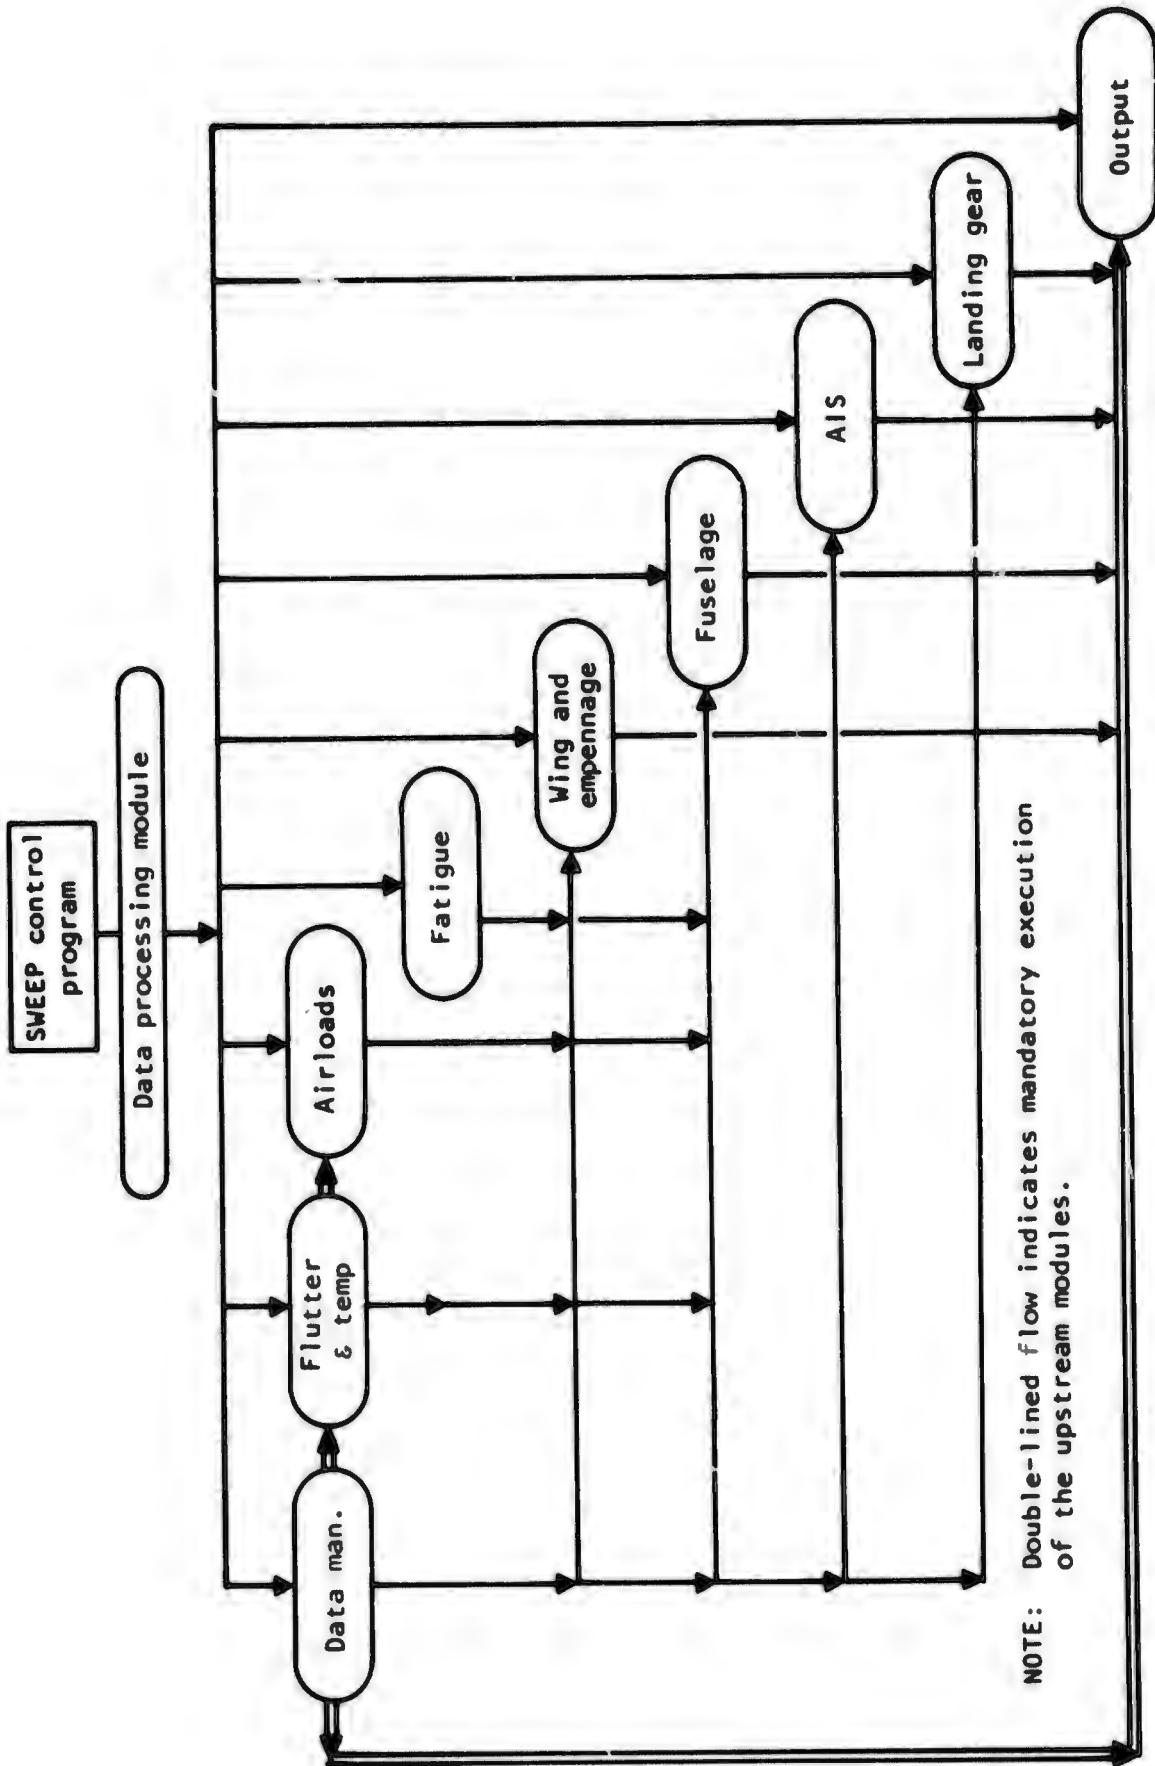 SWEEP control
program
Data processing module
Data man.
Flutter
& temp
Airloads
Fatigue
Wing and
empennage
Fuselage
AIS
Landing gear
Output
NOTE: Double-lined flow indicates mandatory execution
of the upstream modules.